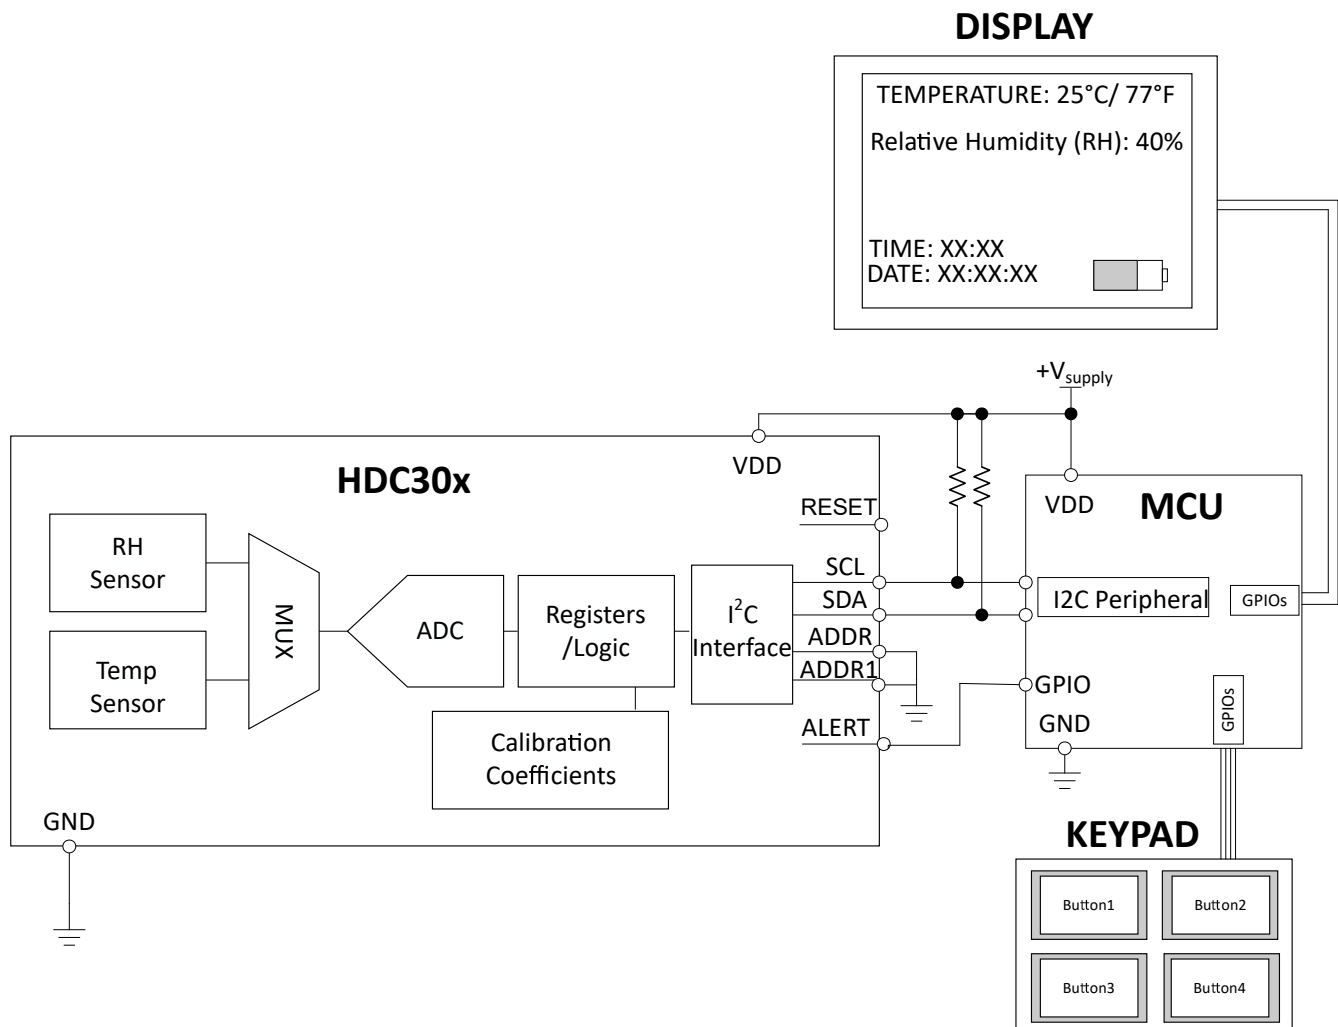 DISPLAY
TEMPERATURE: 25°C/ 77°F
Relative Humidity (RH): 40%
TIME: XX:XX
DATE: XX:XX:XX
+Vsupply
HDC30x
VDD
RESET
SCL
SDA
ADDR
ADDR1
ALERT
GND
RH
Sensor
Temp
Sensor
MUX
ADC
Registers
/Logic
I²C
Interface
Calibration
Coefficients
MCU
VDD
I2C Peripheral
GPIOs
GPIO
GND
GPIOs
KEYPAD
Button1
Button2
Button3
Button4